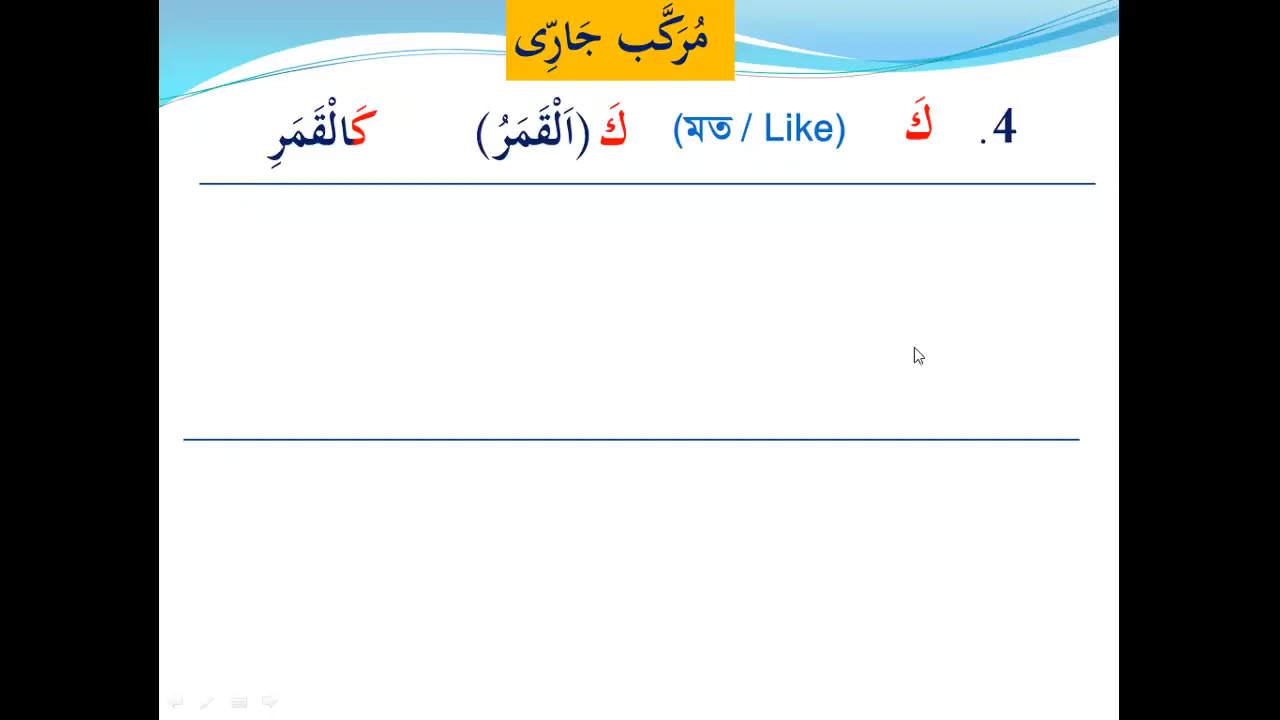 مُرَكَّب جَارِّى
4. كَ (মত / Like) كَ (اَلْقَمَرُ) كَالْقَمَرِ